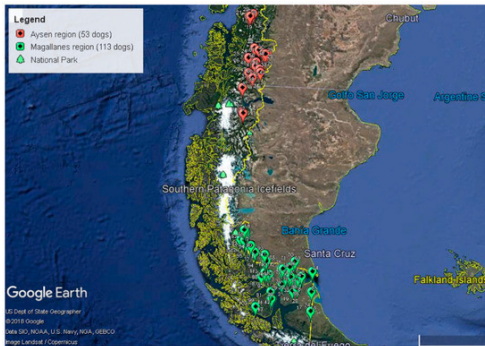 Legend
Aysen region (53 dogs)
Magallanes region (113 dogs)
National Park
Chubut
Golfo San Jorge
Argentine S
Southern Patagonia Icefields
Bahia Grande
Santa Cruz
Falkland Islands
Google Earth
US Dept of State Geographer
©2018 Google
Data SIO, NOAA, U.S. Navy, NGA, GEBCO
Image Landsat / Copernicus